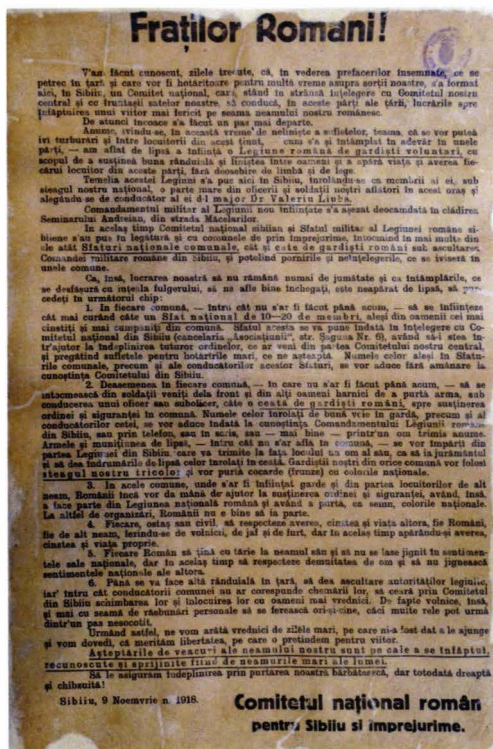 Fraților Romani!
V'am făcut cunoscut, zilele trecute, că, în vederea prefacerilor însemnate, ce se
petrec în țară și care vor fi hotăritoare pentru multă vreme asupra sorții noastre, s'a format
aici, în Sibiiu, un Comitet național, care, stând în strânsă înțelegere cu Comitetul nostru
central și cu fruntașii satelor noastre, să conducă, în aceste părți ale țării, lucrările spre
înfăptuirea unui viitor mai fericit pe seama neamului nostru românesc.
De atunci încoace s'a făcut un pas mai departe.
Anume, ivindu-se, în această vreme de neliniște a sufletelor, teama, că se vor putea
ivi turburări și între locuitorii din acest ținut, cum s'a și întâmplat în adevăr în unele
părți, — am aflat de lipsă a înființa o Legiune română de gardiști voluntari, cu
scopul de a susținea buna rânduială și liniștea între oameni și a apăra viața și averea fie-
cărui locuitor din aceste părți, fără deosebire de limbă și de lege.
Temelia acestei Legiuni s'a pus aici în Sibiiu, înrolându-se ca membrii ai ei, sub
steagul nostru național, o parte mare din oficerii și soldații noștri aflători în acest oraș și
alegându-se de conducător al ei d-l major Dr Valeriu Liuba.
Comandamentul militar al Legiunii nou înființate s'a așezat deocamdată în clădirea
Seminarului Andreian, din strada Măcelarilor.
În același timp Comitetul național sibiian și Sfatul militar al Legiunei române si-
biiene s'au pus în legătură și cu comunele de prin împrejurime, întocmind în mai multe din
ele atât Sfaturi naționale comunale, cât și cete de gardiști români sub ascultarea
Comandei militare române din Sibiiu, și potolind pornirile și neînțelegerile, ce se iviseră în
unele comune.
Ca, însă, lucrarea noastră să nu rămână numai de jumătate și ca întâmplările, ce
se desfășură cu iuțeala fulgerului, să ne afle bine închegați, este neapărat de lipsă, să pur-
cedeți în următorul chip:
1. În fiecare comună, — întru cât nu s'ar fi făcut până acum, — să se înființeze
cât mai curând câte un Sfat național de 10—20 de membri, aleși din oamenii cei mai
cinstiți și mai cumpăniți din comună. Sfatul acesta se va pune îndată în înțelegere cu Co-
mitetul național din Sibiiu (cancelaria „Asociațiunii”, str. Șaguna Nr. 6), având să-i stea în-
tr'ajutor la îndeplinirea tuturor ordinelor, ce ar veni din partea Comitetului nostru central,
și pregătind sufletele pentru hotărîrile mari, ce ne așteaptă. Numele celor aleși în Sfatu-
rile comunale, precum și ale conducătorilor acestor Sfaturi, se vor aduce fără amânare la
cunoștința Comitetului din Sibiiu.
2. Deasemenea în fiecare comună, — în care nu s'ar fi făcut până acum, — să se
întocmească din soldații veniți dela front și din alți oameni harnici de a purtă arma, sub
conducerea unui oficer sau suboficer, câte o ceată de gardiști români, spre susținerea
ordinei și siguranței în comună. Numele celor înrolați de bună voie în gardă, precum și al
conducătorilor cetei, se vor aduce îndată la cunoștința Comandamentului Legiunii române
din Sibiiu, sau prin telefon, sau în scris, sau — mai bine — printr'un om trimis anume.
Armele și munițiunea de lipsă, — întru cât nu s'ar afla în comună, — se vor împărți din
partea Legiunei din Sibiiu, care va trimite la fața locului un om al său, ca să ia jurământul
și să dea îndrumările de lipsă celor înrolați în ceată. Gardiștii noștri din orice comună vor folosi
steagul nostru tricolor și vor purtă cocarde (frunze) cu colorile naționale.
3. În acele comune, unde s'ar fi înființat garde și din partea locuitorilor de alt
neam, Românii încă vor da mână de ajutor la susținerea ordinei și siguranței, având, însă,
a face parte din Legiunea națională română și având a purtă, ca semn, colorile naționale.
La altfel de organizări, Românii nu e bine să ia parte.
4. Fiecare, ostaș sau civil, să respecteze averea, cinstea și viața altora, fie Români,
fie de alt neam, ferindu-se de volnicii, de jal și de furt, dar în același timp apărându-și averea,
cinstea și viața proprie.
5. Fiecare Român să țină cu tărie la neamul său și să nu se lase jignit în sentimen-
tele sale naționale, dar în același timp să respecteze demnitatea de om și să nu jignească
sentimentele naționale ale altora.
6. Până se va face altă rânduială în țară, să dea ascultare autorităților legiuite,
iar' întru cât conducătorii comunei nu ar corespunde chemării lor, să ceară prin Comitetul
din Sibiiu schimbarea lor și înlocuirea lor cu oameni mai vrednici. De fapte volnice, însă,
și mai cu seamă de răsbunări personale să se ferească ori-și-cine, căci multe rele pot urmă
dintr'un pas nesocotit.
Urmând astfel, ne vom arătă vrednici de zilele mari, pe care ni-a fost dat a le ajunge
și vom dovedi, că merităm libertatea, pe care o pretindem pentru viitor.
Așteptările de veacuri ale neamului nostru sunt pe cale a se înfăptui,
recunoscute și sprijinite fiind de neamurile mari ale lumei.
Să le asigurăm îndeplinirea prin purtarea noastră bărbătească, dar totodată dreaptă
și chibzuită!
Sibiiu, 9 Noemvrie n. 1918.
Comitetul național român
pentru Sibiiu si imprejurime.